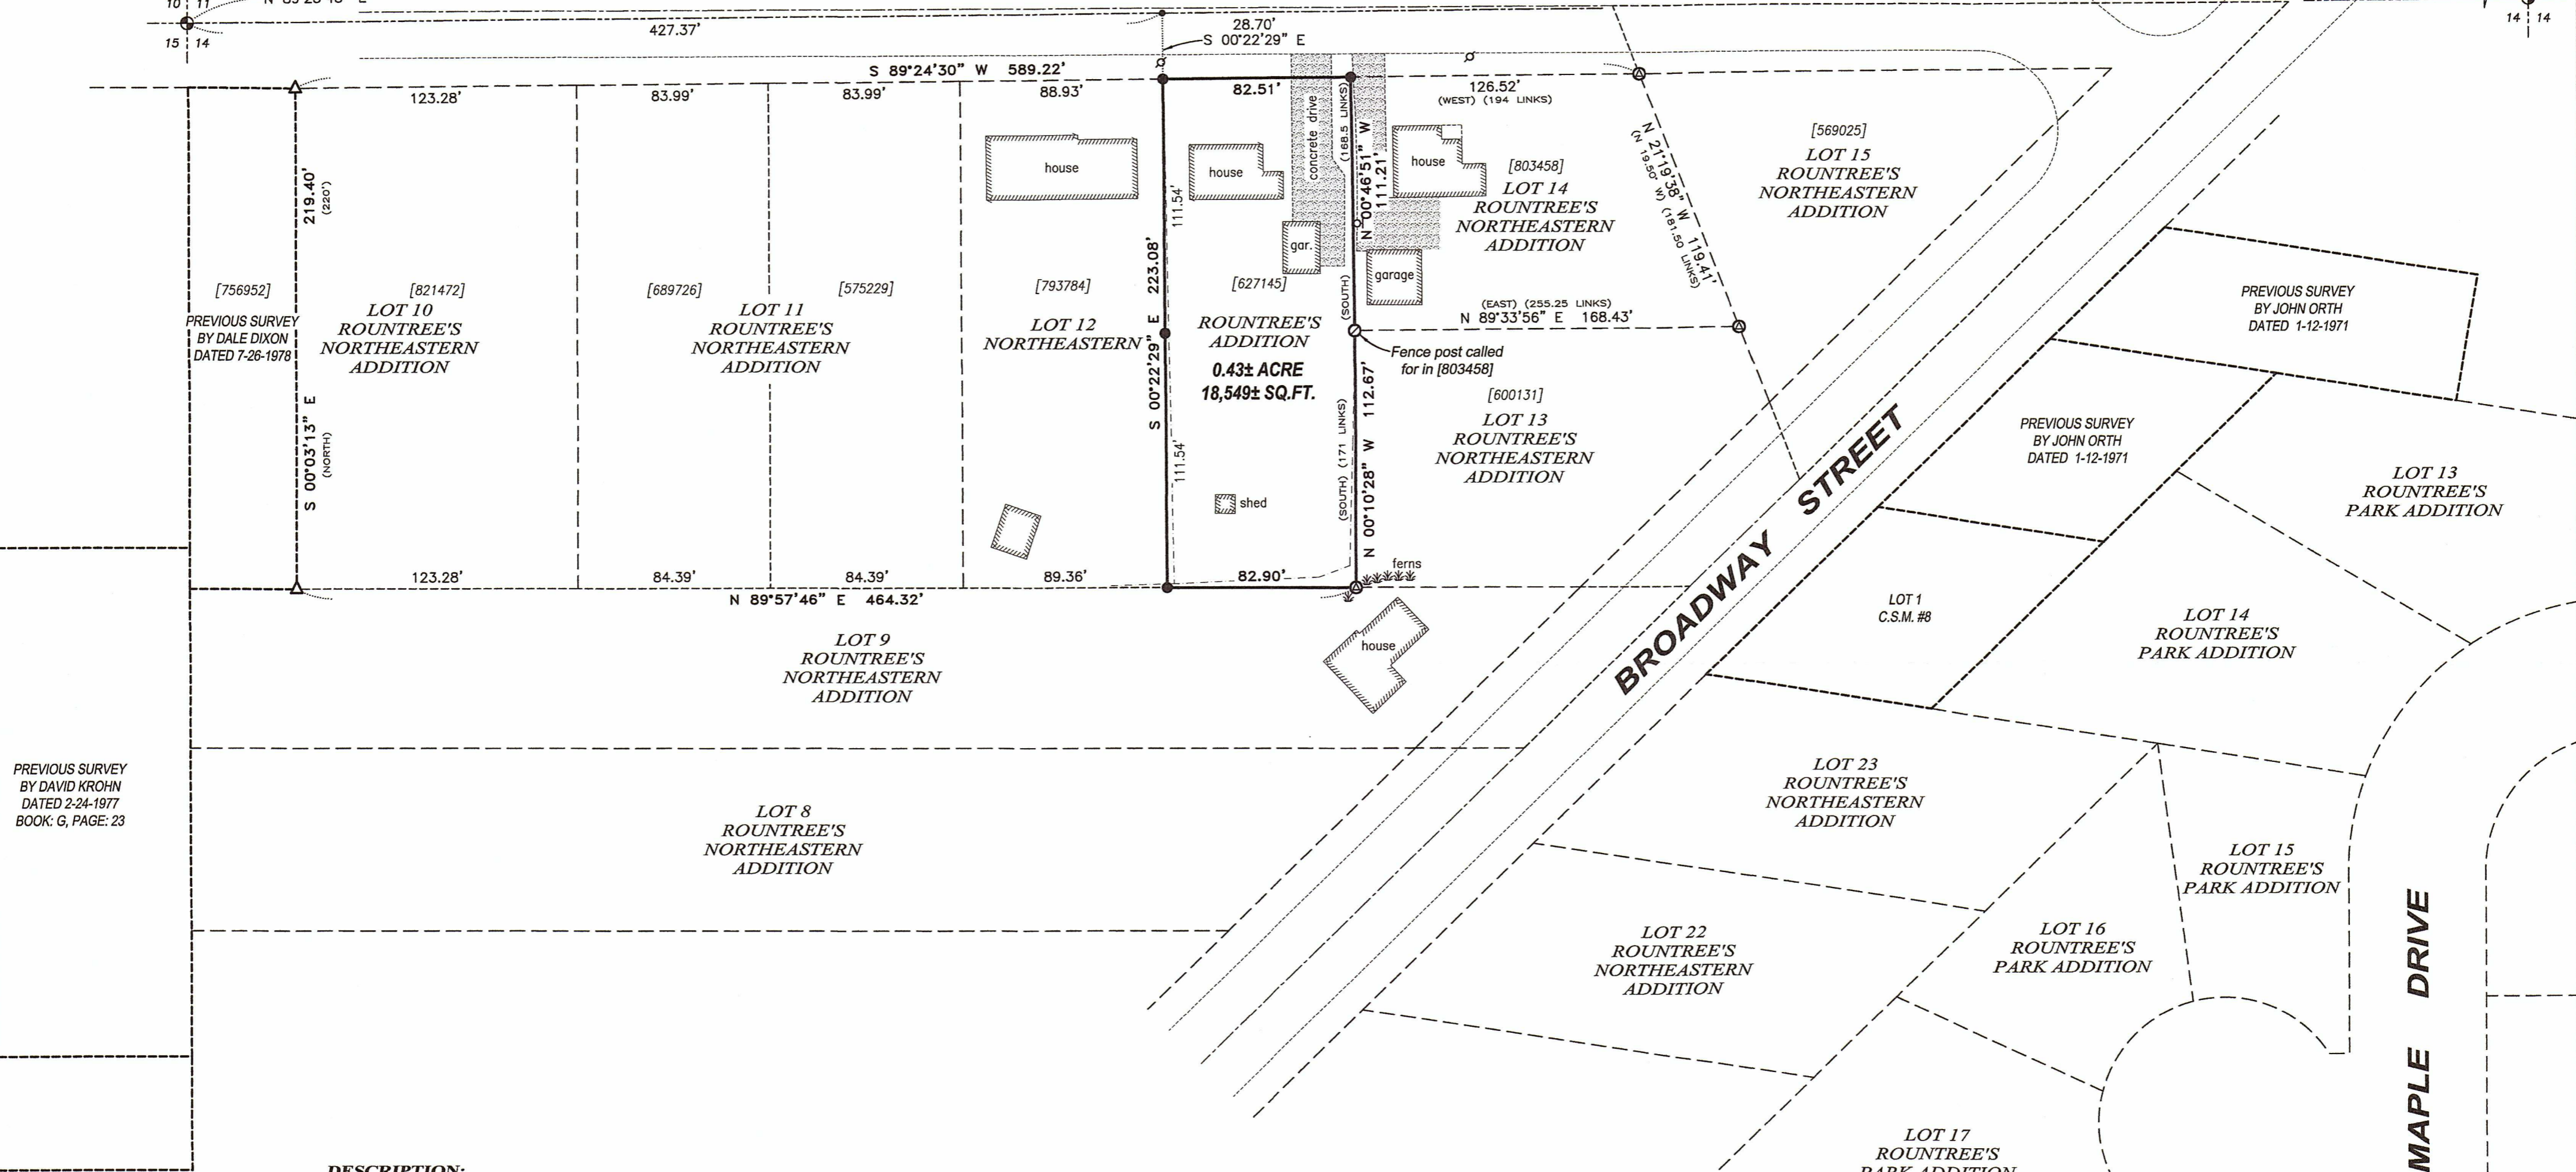 10 11
15 14
427.37'
28.70'
S 00°22'29" E
14 14
S 89°24'30" W 589.22'
123.28'
83.99'
83.99'
88.93'
82.51'
126.52'
(WEST) (194 LINKS)
concrete drive
(168.5 LINKS)
N 00°46'51" W
111.21'
N 21°19'38" W 119.41'
(N 19.50° W) (181.50 LINKS)
[569025]
LOT 15
ROUNTREE'S
NORTHEASTERN
ADDITION
house
house
house
[803458]
LOT 14
ROUNTREE'S
NORTHEASTERN
ADDITION
219.40'
(220')
111.54'
gar.
garage
S 00°22'29" E 223.08'
[756952]
PREVIOUS SURVEY
BY DALE DIXON
DATED 7-26-1978
[821472]
LOT 10
ROUNTREE'S
NORTHEASTERN
ADDITION
[689726]
[575229]
LOT 11
ROUNTREE'S
NORTHEASTERN
ADDITION
[793784]
LOT 12
NORTHEASTERN
[627145]
ROUNTREE'S
ADDITION
0.43± ACRE
18,549± SQ.FT.
(SOUTH)
(EAST) (255.25 LINKS)
N 89°33'56" E 168.43'
Fence post called
for in [803458]
PREVIOUS SURVEY
BY JOHN ORTH
DATED 1-12-1971
S 00°03'13" E
(NORTH)
111.54'
(SOUTH) (171 LINKS)
N 00°10'28" W 112.67'
[600131]
LOT 13
ROUNTREE'S
NORTHEASTERN
ADDITION
PREVIOUS SURVEY
BY JOHN ORTH
DATED 1-12-1971
LOT 13
ROUNTREE'S
PARK ADDITION
shed
ferns
123.28'
84.39'
84.39'
89.36'
82.90'
N 89°57'46" E 464.32'
BROADWAY STREET
LOT 1
C.S.M. #8
LOT 14
ROUNTREE'S
PARK ADDITION
LOT 9
ROUNTREE'S
NORTHEASTERN
ADDITION
house
PREVIOUS SURVEY
BY DAVID KROHN
DATED 2-24-1977
BOOK: G, PAGE: 23
LOT 8
ROUNTREE'S
NORTHEASTERN
ADDITION
LOT 23
ROUNTREE'S
NORTHEASTERN
ADDITION
LOT 15
ROUNTREE'S
PARK ADDITION
LOT 22
ROUNTREE'S
NORTHEASTERN
ADDITION
LOT 16
ROUNTREE'S
PARK ADDITION
MAPLE DRIVE
LOT 17
ROUNTREE'S
PARK ADDITION
DESCRIPTION: